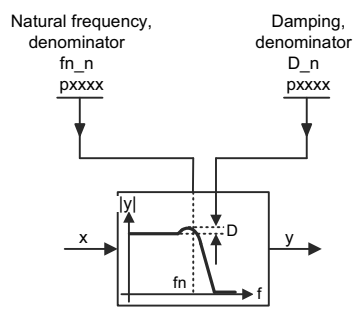 Natural frequency,
denominator
fn_n
pxxxx
Damping,
denominator
D_n
pxxxx
|y|
D
x
y
fn
f